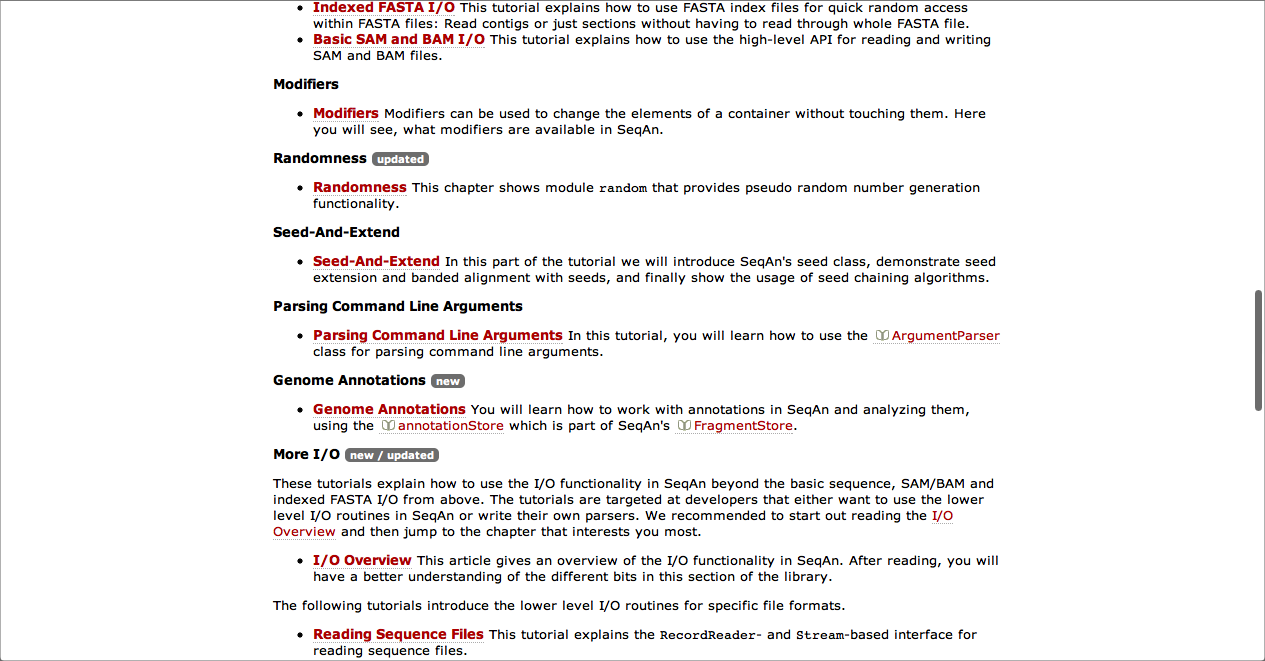 Indexed FASTA I/O This tutorial explains how to use FASTA index files for quick random access
within FASTA files: Read contigs or just sections without having to read through whole FASTA file.
Basic SAM and BAM I/O This tutorial explains how to use the high-level API for reading and writing
SAM and BAM files.
Modifiers
Modifiers Modifiers can be used to change the elements of a container without touching them. Here
you will see, what modifiers are available in SeqAn.
Randomness updated
Randomness This chapter shows module random that provides pseudo random number generation
functionality.
Seed-And-Extend
Seed-And-Extend In this part of the tutorial we will introduce SeqAn's seed class, demonstrate seed
extension and banded alignment with seeds, and finally show the usage of seed chaining algorithms.
Parsing Command Line Arguments
Parsing Command Line Arguments In this tutorial, you will learn how to use the ArgumentParser
class for parsing command line arguments.
Genome Annotations new
Genome Annotations You will learn how to work with annotations in SeqAn and analyzing them,
using the annotationStore which is part of SeqAn's FragmentStore.
More I/O new / updated
These tutorials explain how to use the I/O functionality in SeqAn beyond the basic sequence, SAM/BAM and
indexed FASTA I/O from above. The tutorials are targeted at developers that either want to use the lower
level I/O routines in SeqAn or write their own parsers. We recommended to start out reading the I/O
Overview and then jump to the chapter that interests you most.
I/O Overview This article gives an overview of the I/O functionality in SeqAn. After reading, you will
have a better understanding of the different bits in this section of the library.
The following tutorials introduce the lower level I/O routines for specific file formats.
Reading Sequence Files This tutorial explains the RecordReader- and Stream-based interface for
reading sequence files.